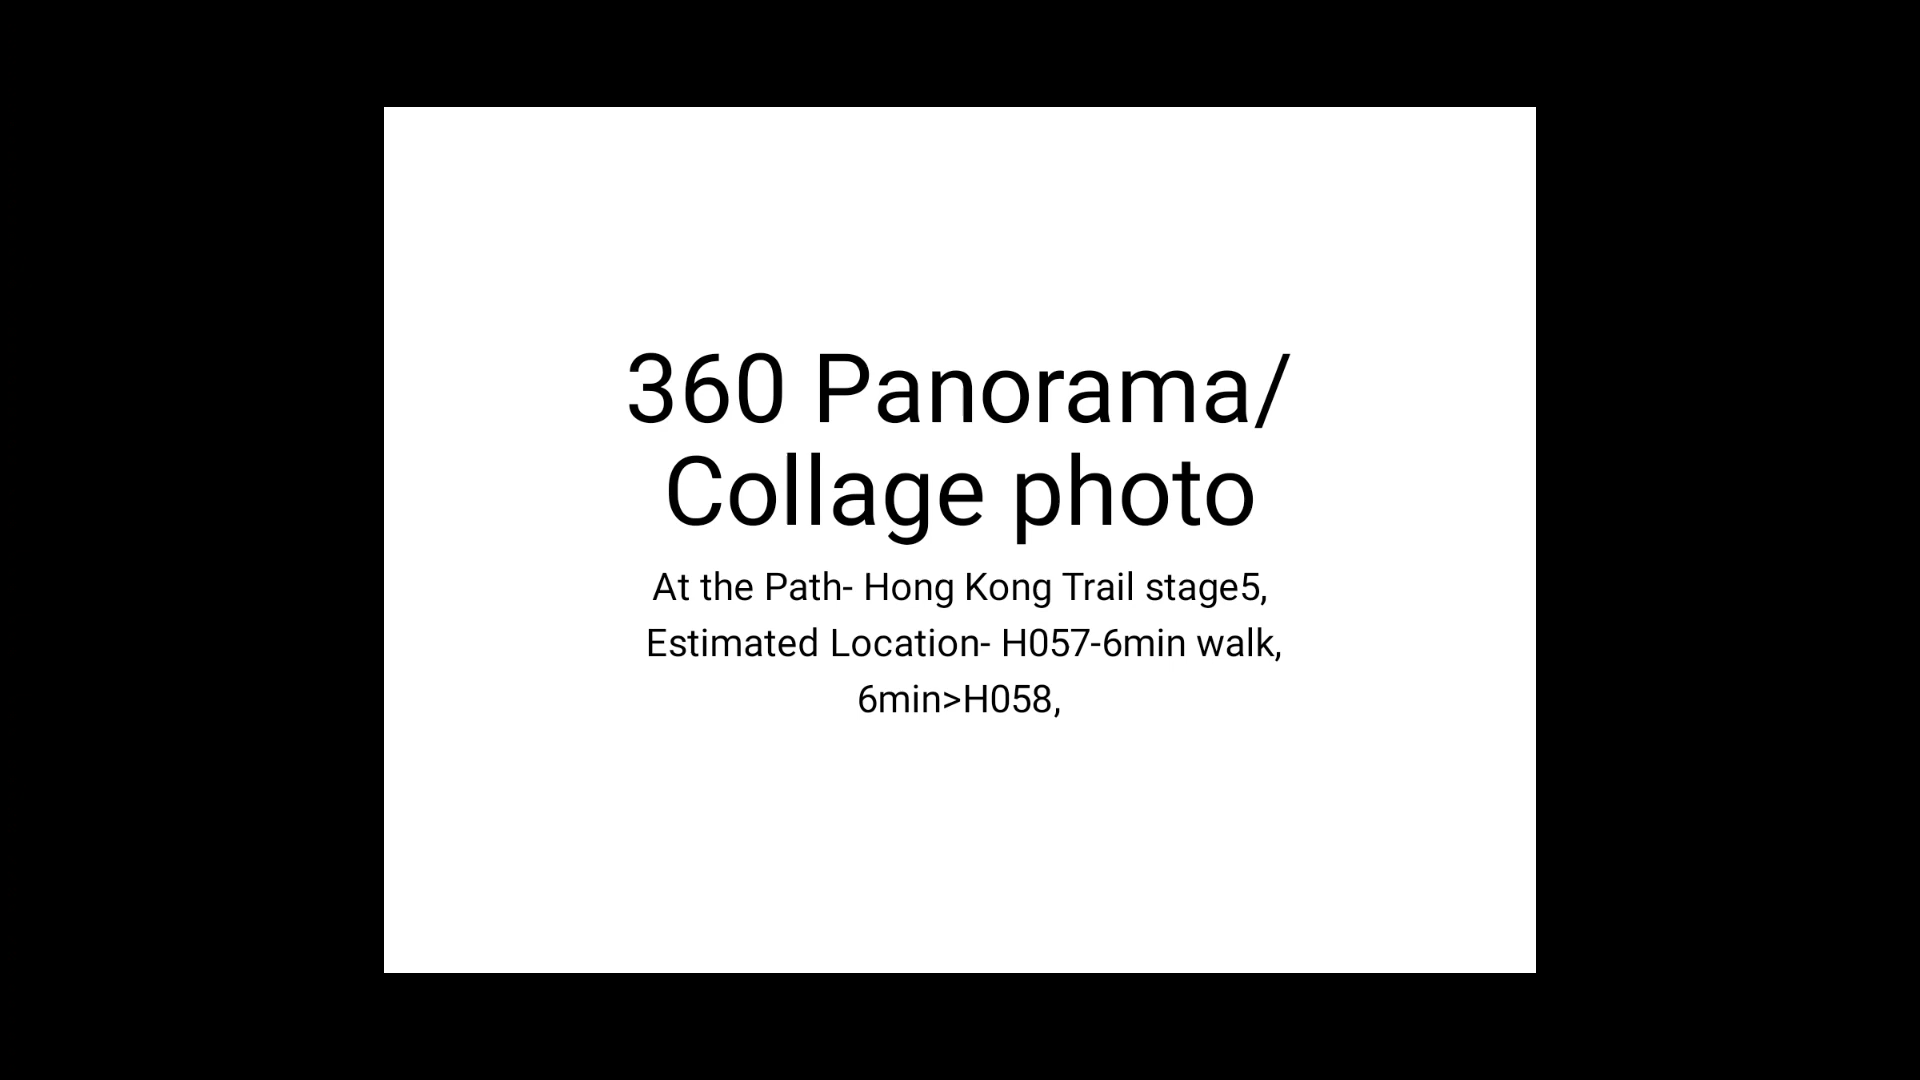 360 Panorama/
Collage photo
At the Path- Hong Kong Trail stage5,
Estimated Location- H057-6min walk,
6min>H058,